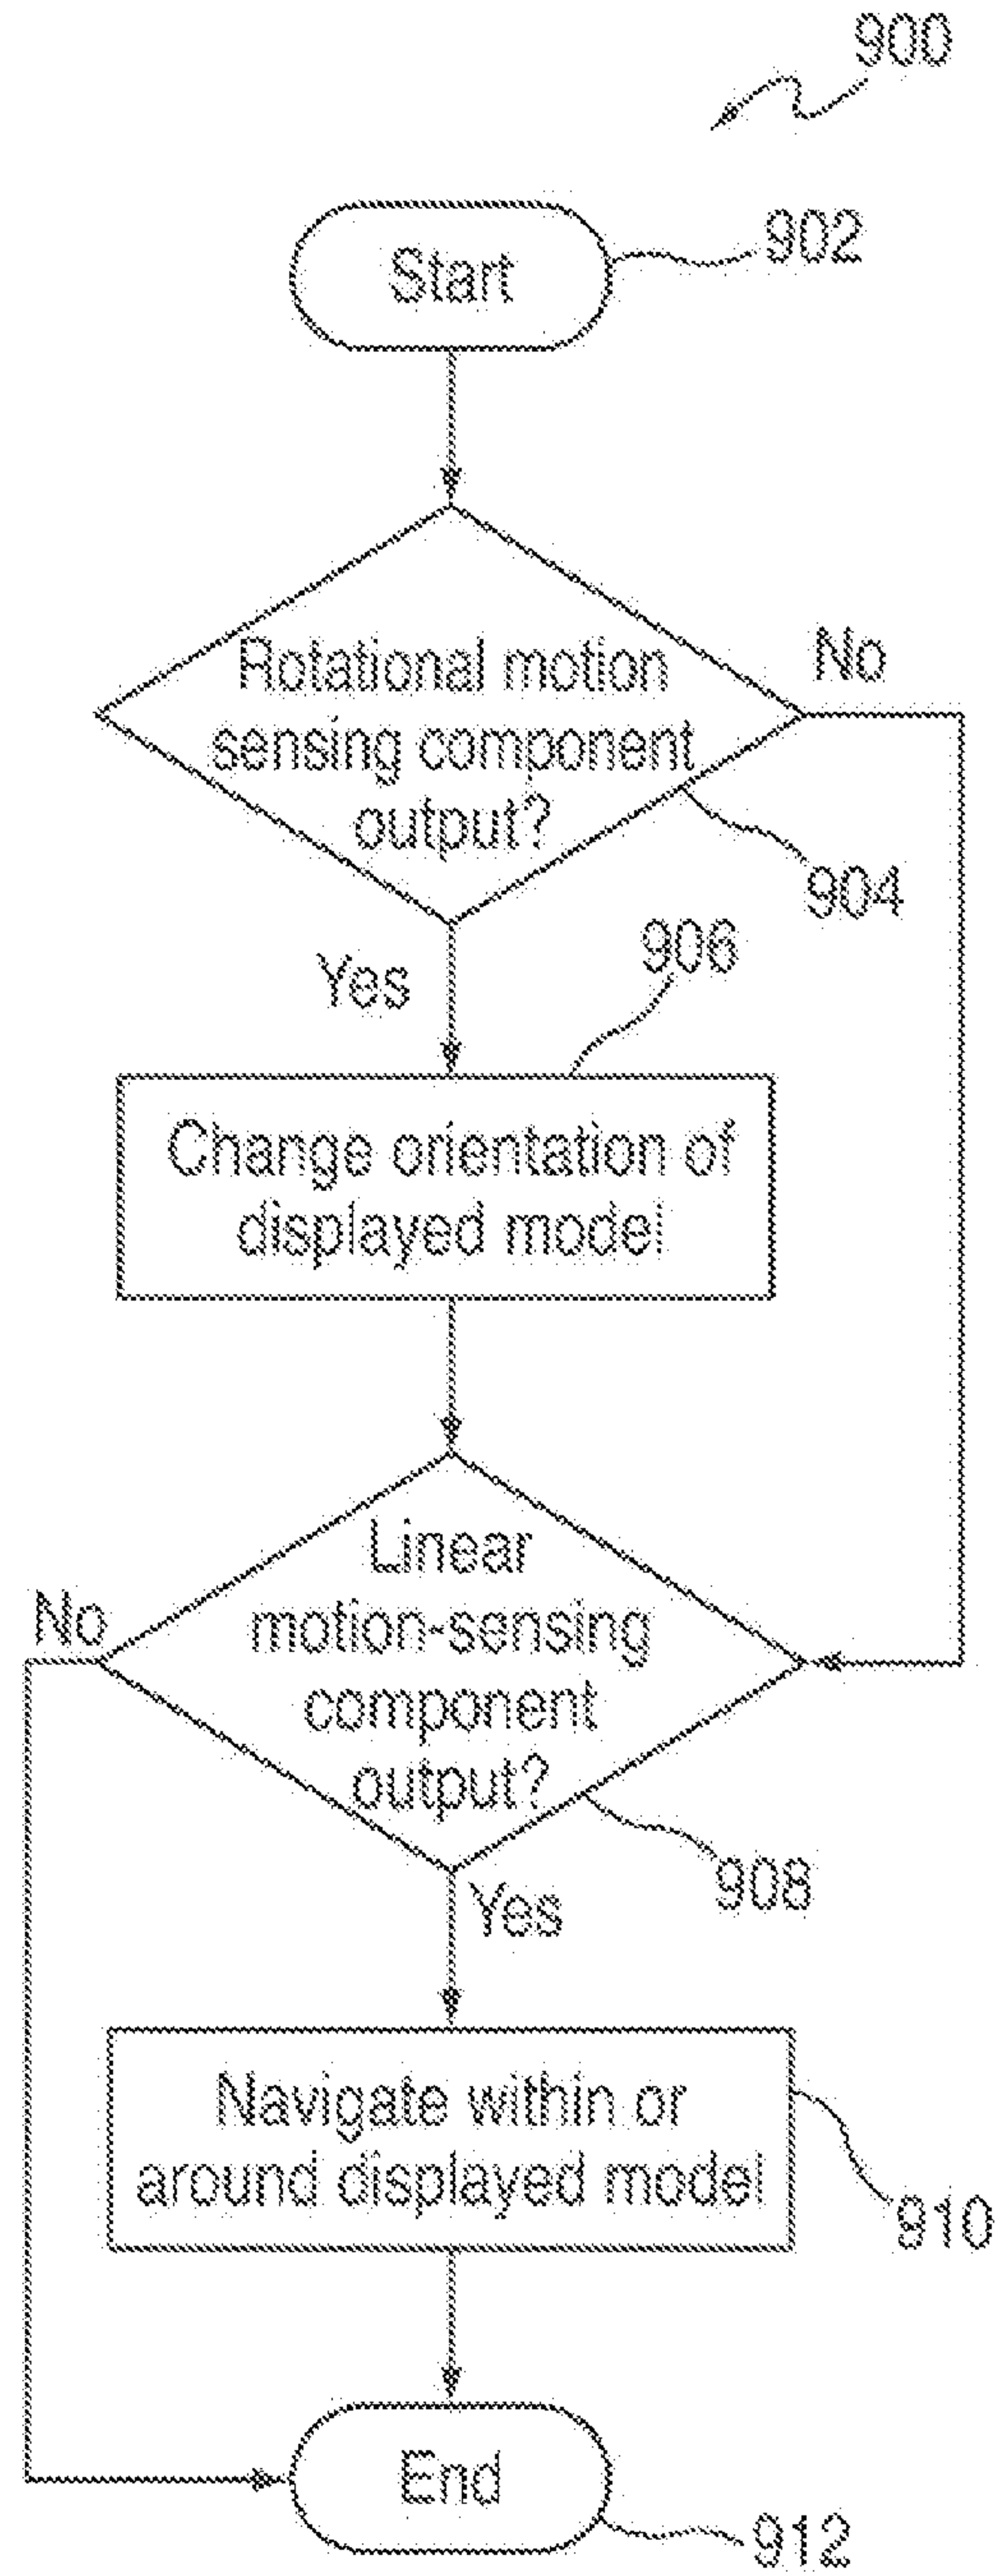 900
Start
902
Rotational motion
sensing component
output?
No
904
Yes
906
Change orientation of
displayed model
Linear
motion-sensing
component
output?
No
908
Yes
Navigate within or
around displayed model
910
End
912